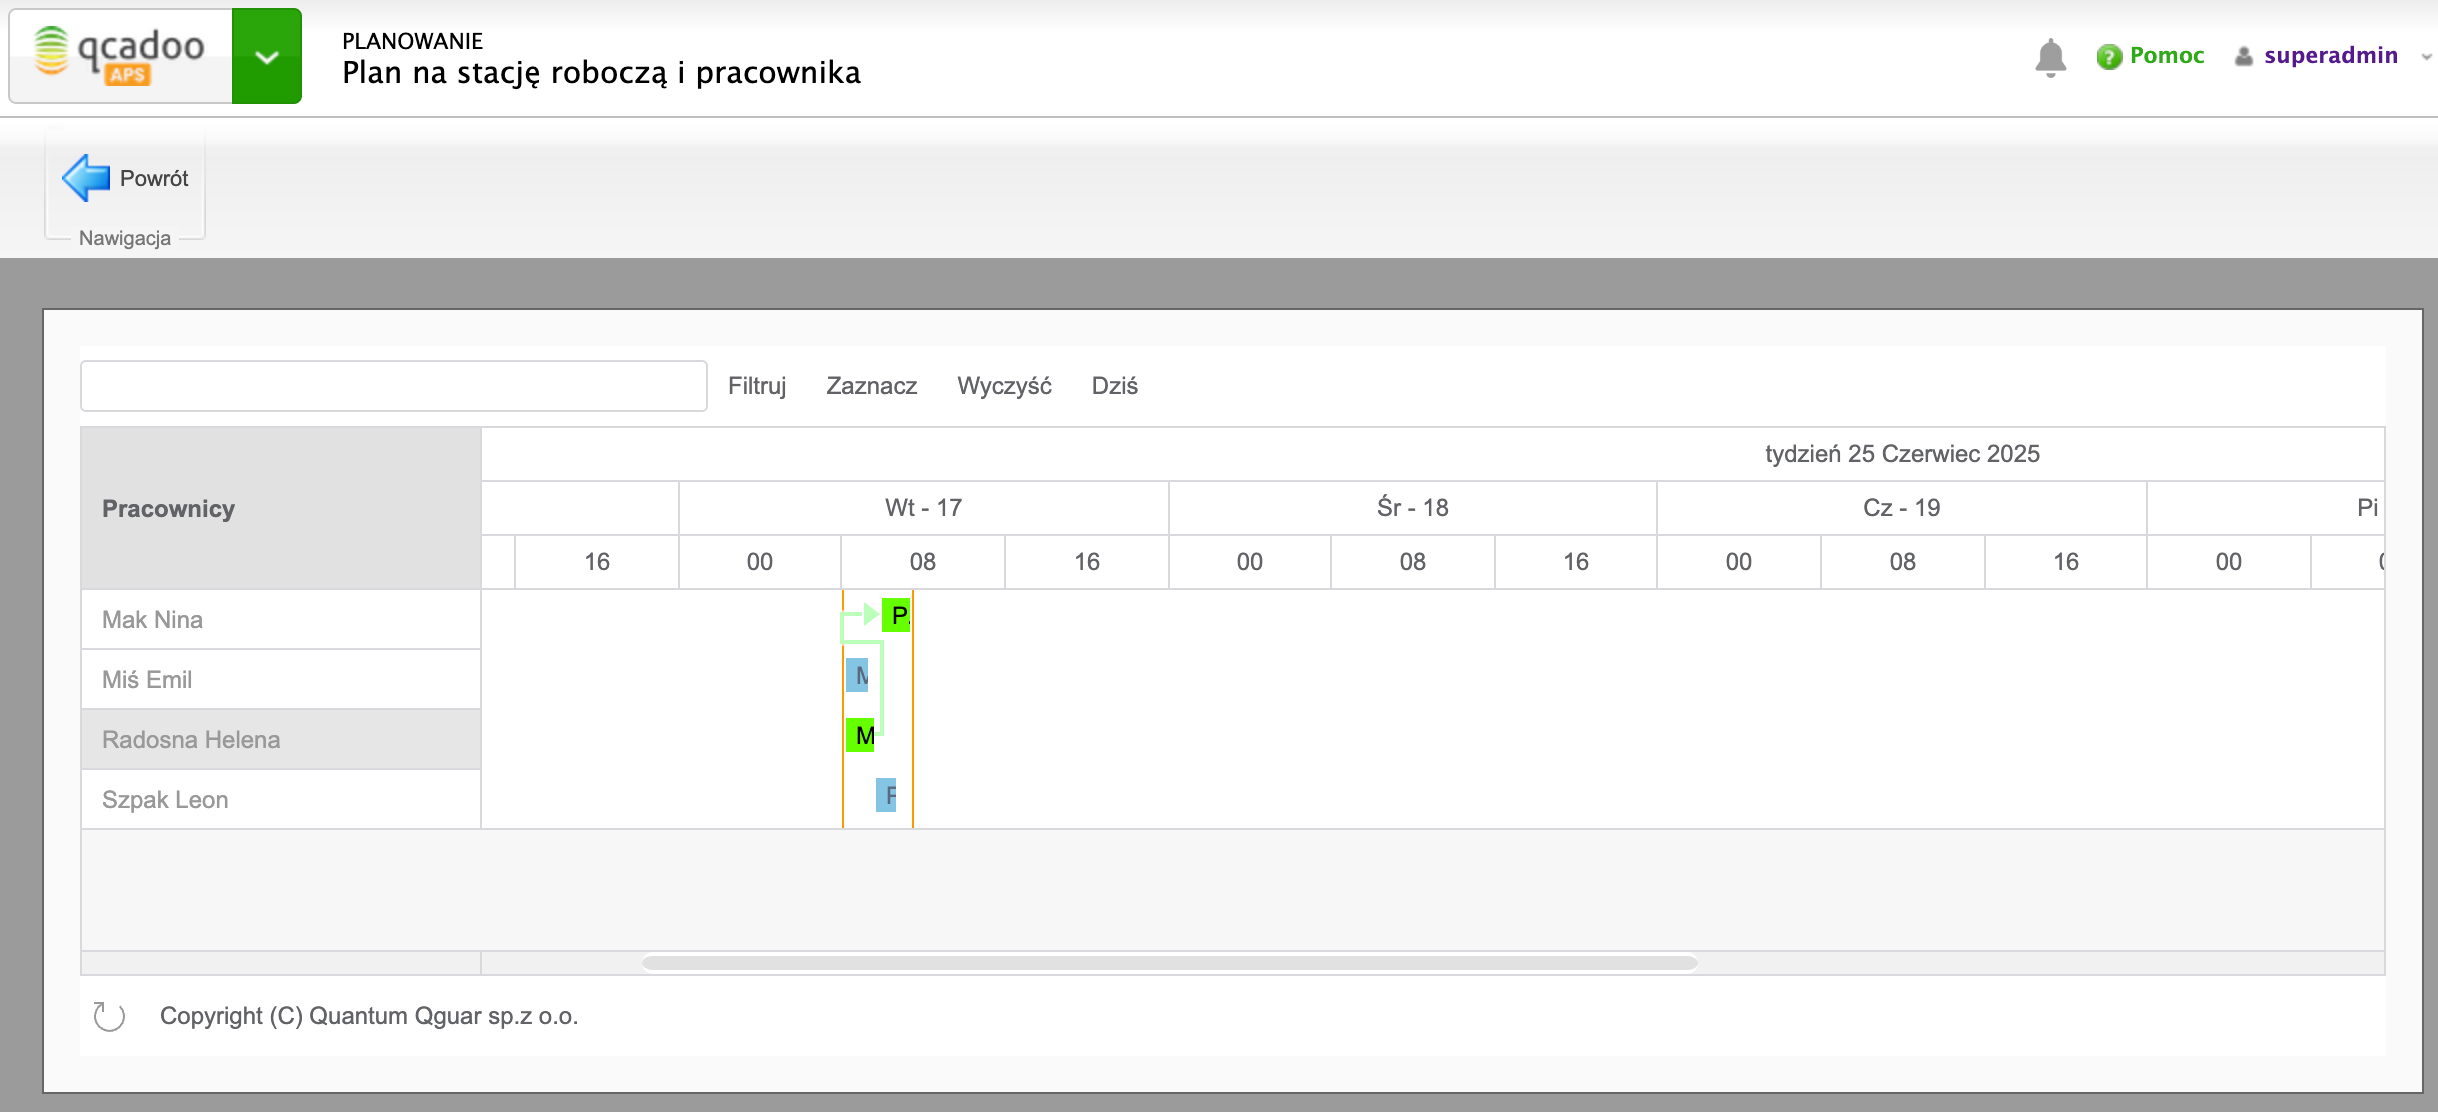 qcadoo
APS
PLANOWANIE
Plan na stację roboczą i pracownika
Pomoc
superadmin
Powrót
Nawigacja
Filtruj Zaznacz Wyczyść Dziś
tydzień 25 Czerwiec 2025
Pracownicy
Wt - 17 Śr - 18 Cz - 19 Pi
16 00 08 16 00 08 16 00 08 16 00
Mak Nina
P.
Miś Emil
M
Radosna Helena
M
Szpak Leon
Copyright (C) Quantum Qguar sp.z o.o.